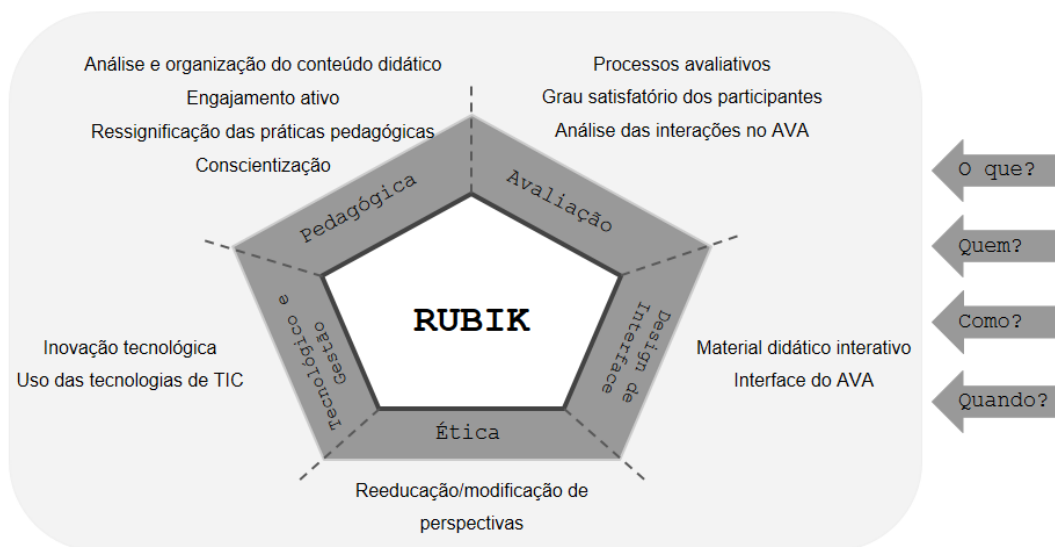 Análise e organização do conteúdo didático
Engajamento ativo
Ressignificação das práticas pedagógicas
Conscientização
Processos avaliativos
Grau satisfatório dos participantes
Análise das interações no AVA
Pedagógica
Avaliação
O que?
Quem?
Como?
Quando?
RUBIK
Tecnológico e
Gestão
Design de
Interface
Inovação tecnológica
Uso das tecnologias de TIC
Material didático interativo
Interface do AVA
Ética
Reeducação/modificação de
perspectivas